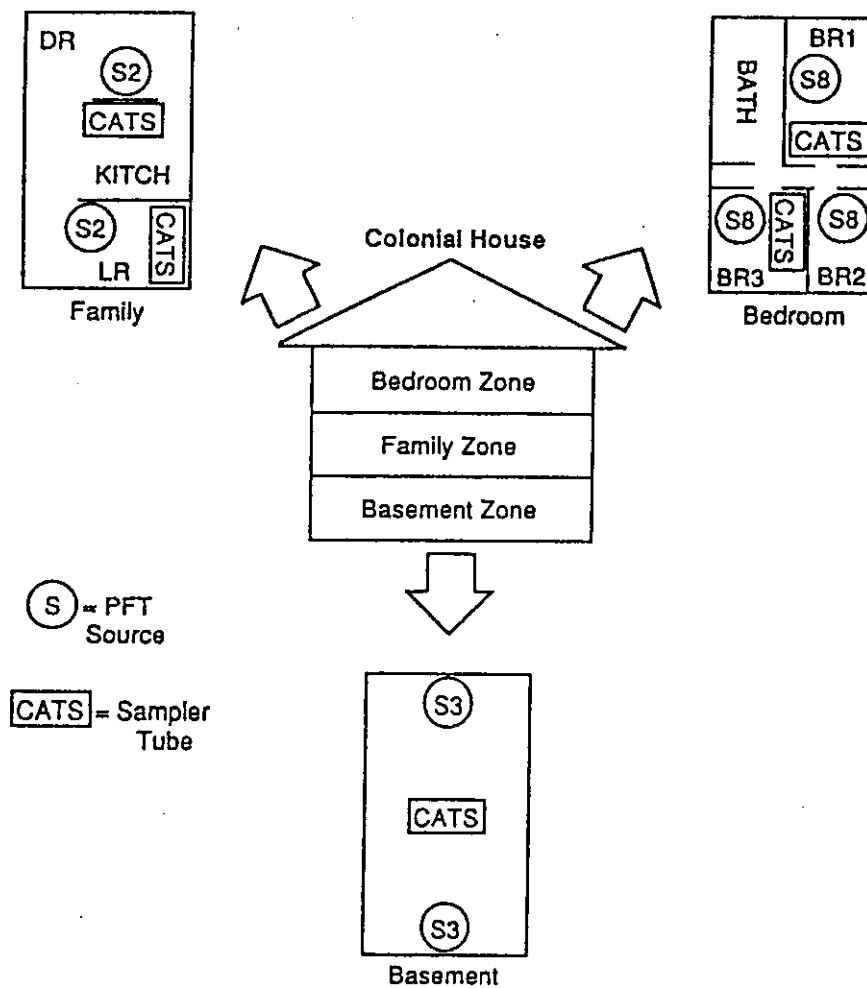 DR
S2
CATS
KITCH
S2
CATS
LR
Family
BR1
BATH
S8
CATS
S8
CATS
S8
BR3
BR2
Bedroom
Colonial House
Bedroom Zone
Family Zone
Basement Zone
S = PFT
Source
CATS = Sampler
Tube
S3
CATS
S3
Basement